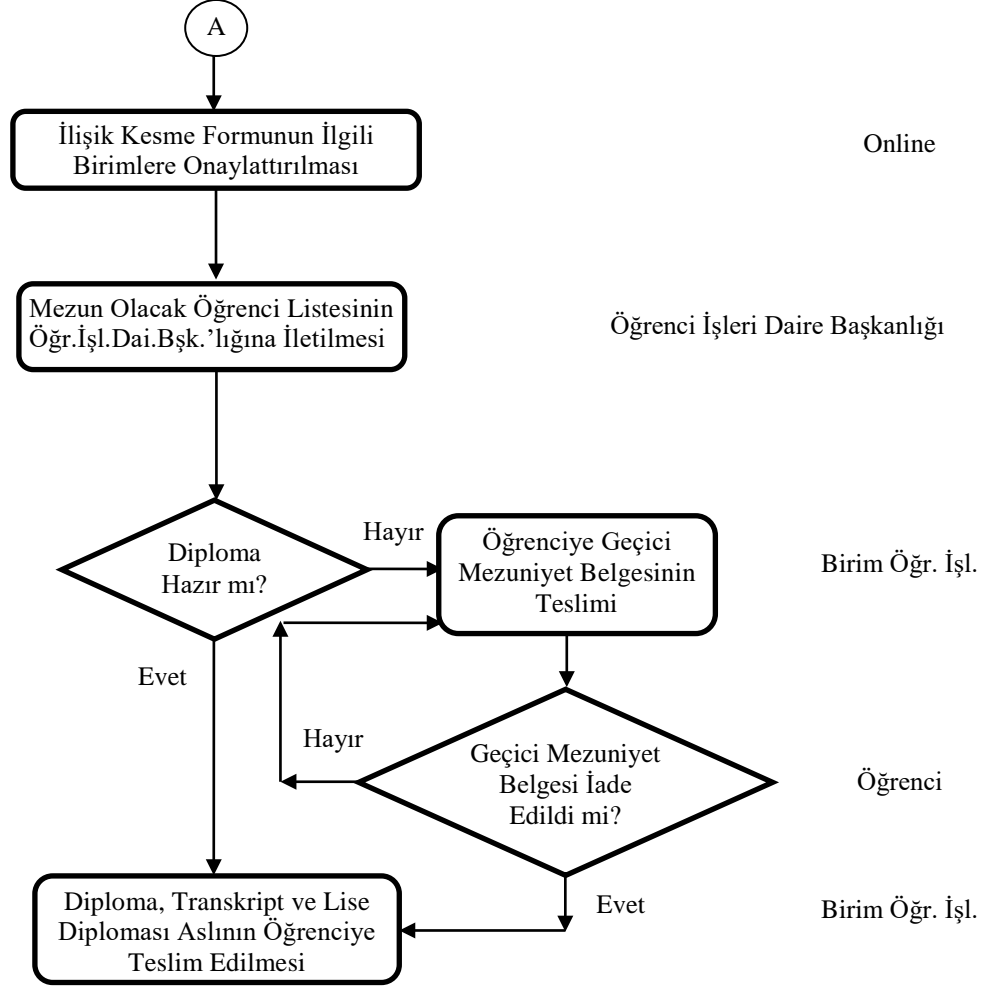 A
İlişik Kesme Formunun İlgili
Birimlere Onaylattırılması
Online
Mezun Olacak Öğrenci Listesinin
Öğr.İşl.Dai.Bşk.’lığına İletilmesi
Öğrenci İşleri Daire Başkanlığı
Diploma
Hazır mı?
Hayır
Öğrenciye Geçici
Mezuniyet Belgesinin
Teslimi
Birim Öğr. İşl.
Evet
Hayır
Geçici Mezuniyet
Belgesi İade
Edildi mi?
Öğrenci
Diploma, Transkript ve Lise
Diploması Aslının Öğrenciye
Teslim Edilmesi
Evet
Birim Öğr. İşl.